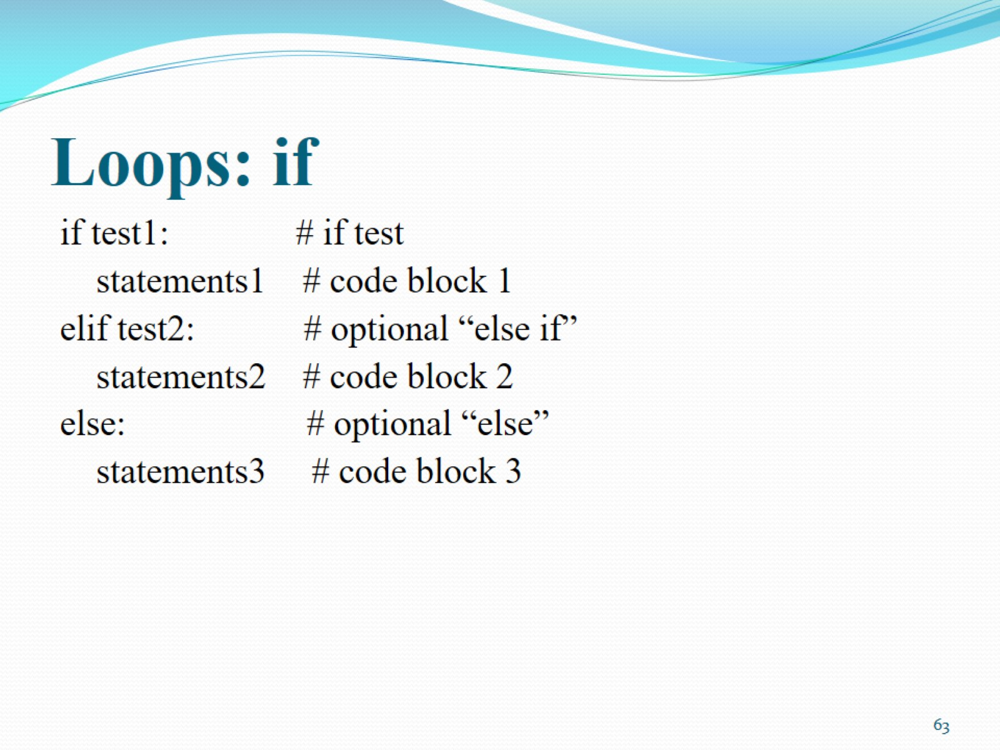 Loops: if
if test1: # if test
statements1 # code block 1
elif test2: # optional “else if”
statements2 # code block 2
else: # optional “else”
statements3 # code block 3
63